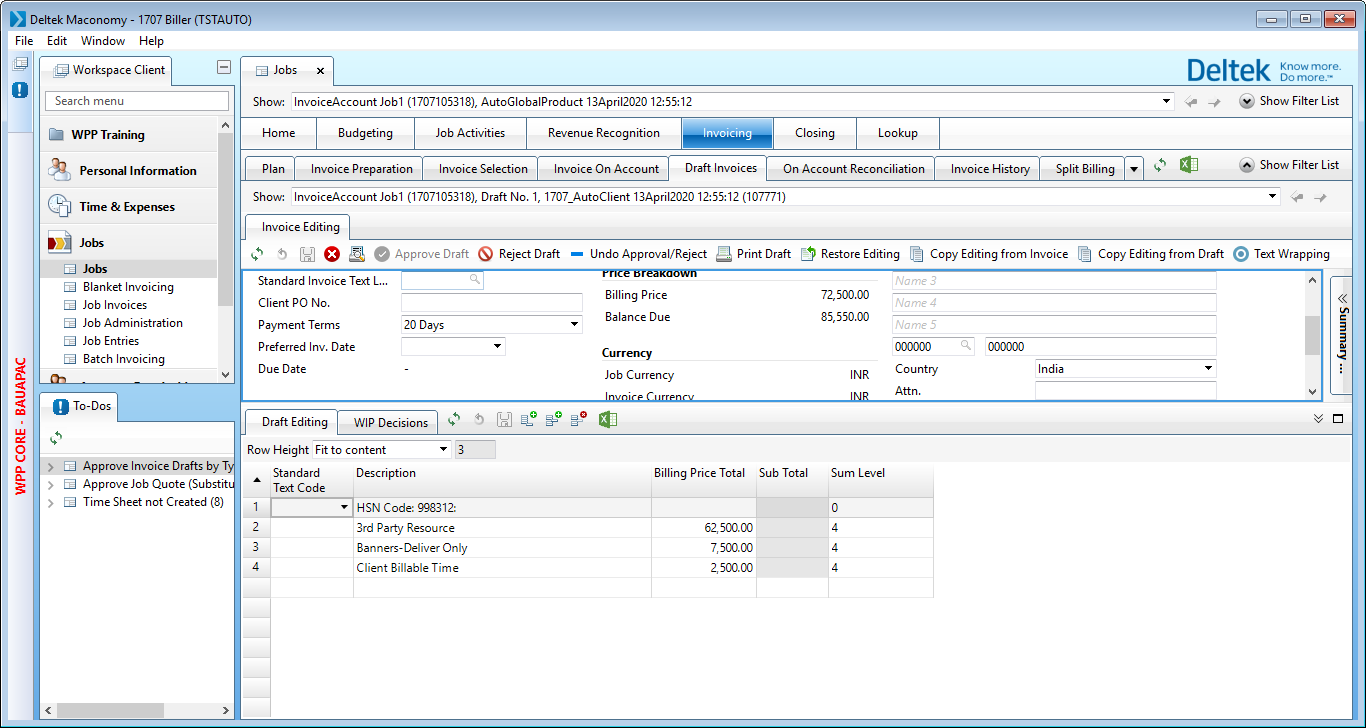 Deltek Maconomy - 1707 Biller (TSTAUTO)
File Edit Window Help
WPP CORE - BAUAPAC
Workspace Client
Search menu
WPP Training
Personal Information
Time & Expenses
Jobs
Jobs
Blanket Invoicing
Job Invoices
Job Administration
Job Entries
Batch Invoicing
To-Dos
Approve Invoice Drafts by Ty
Approve Job Quote (Substitu
Time Sheet not Created (8)
Jobs
Deltek Know more. Do more.™
Show: InvoiceAccount Job1 (1707105318), AutoGlobalProduct 13April2020 12:55:12 Show Filter List
Home Budgeting Job Activities Revenue Recognition Invoicing Closing Lookup
Plan Invoice Preparation Invoice Selection Invoice On Account Draft Invoices On Account Reconciliation Invoice History Split Billing Show Filter List
Show: InvoiceAccount Job1 (1707105318), Draft No. 1, 1707_AutoClient 13April2020 12:55:12 (107771)
Invoice Editing
Approve Draft Reject Draft Undo Approval/Reject Print Draft Restore Editing Copy Editing from Invoice Copy Editing from Draft Text Wrapping
Standard Invoice Text L...
Client PO No.
Payment Terms 20 Days
Preferred Inv. Date
Due Date -
Price Breakdown
Billing Price 72,500.00
Balance Due 85,550.00
Currency
Job Currency INR
Invoice Currency INR
Name 3
Name 4
Name 5
000000 000000
Country India
Attn.
Summary ...
Draft Editing WIP Decisions
Row Height Fit to content 3
Standard Text Code Description Billing Price Total Sub Total Sum Level
1 HSN Code: 998312: 0
2 3rd Party Resource 62,500.00 4
3 Banners-Deliver Only 7,500.00 4
4 Client Billable Time 2,500.00 4